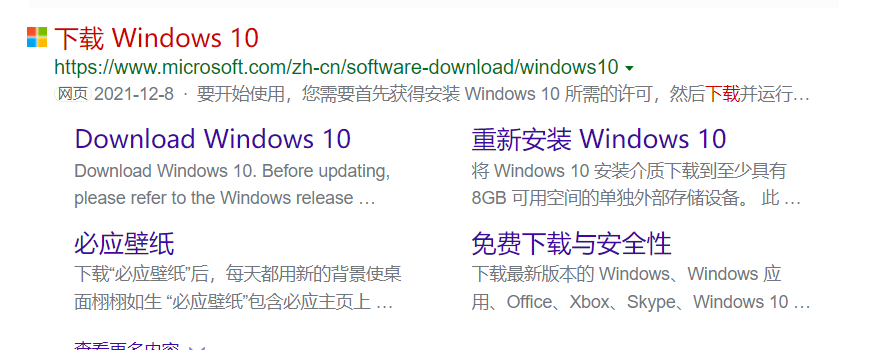 下载 Windows 10
https://www.microsoft.com/zh-cn/software-download/windows10
网页 2021-12-8 · 要开始使用，您需要首先获得安装 Windows 10 所需的许可，然后下载并运行…
Download Windows 10
重新安装 Windows 10
Download Windows 10. Before updating,
please refer to the Windows release …
将 Windows 10 安装介质下载到至少具有
8GB 可用空间的单独外部存储设备。 此 …
必应壁纸
免费下载与安全性
下载“必应壁纸”后，每天都用新的背景使桌
面栩栩如生 “必应壁纸”包含必应主页上 …
下载最新版本的 Windows、Windows 应
用、Office、Xbox、Skype、Windows 10 …
查看更多内容